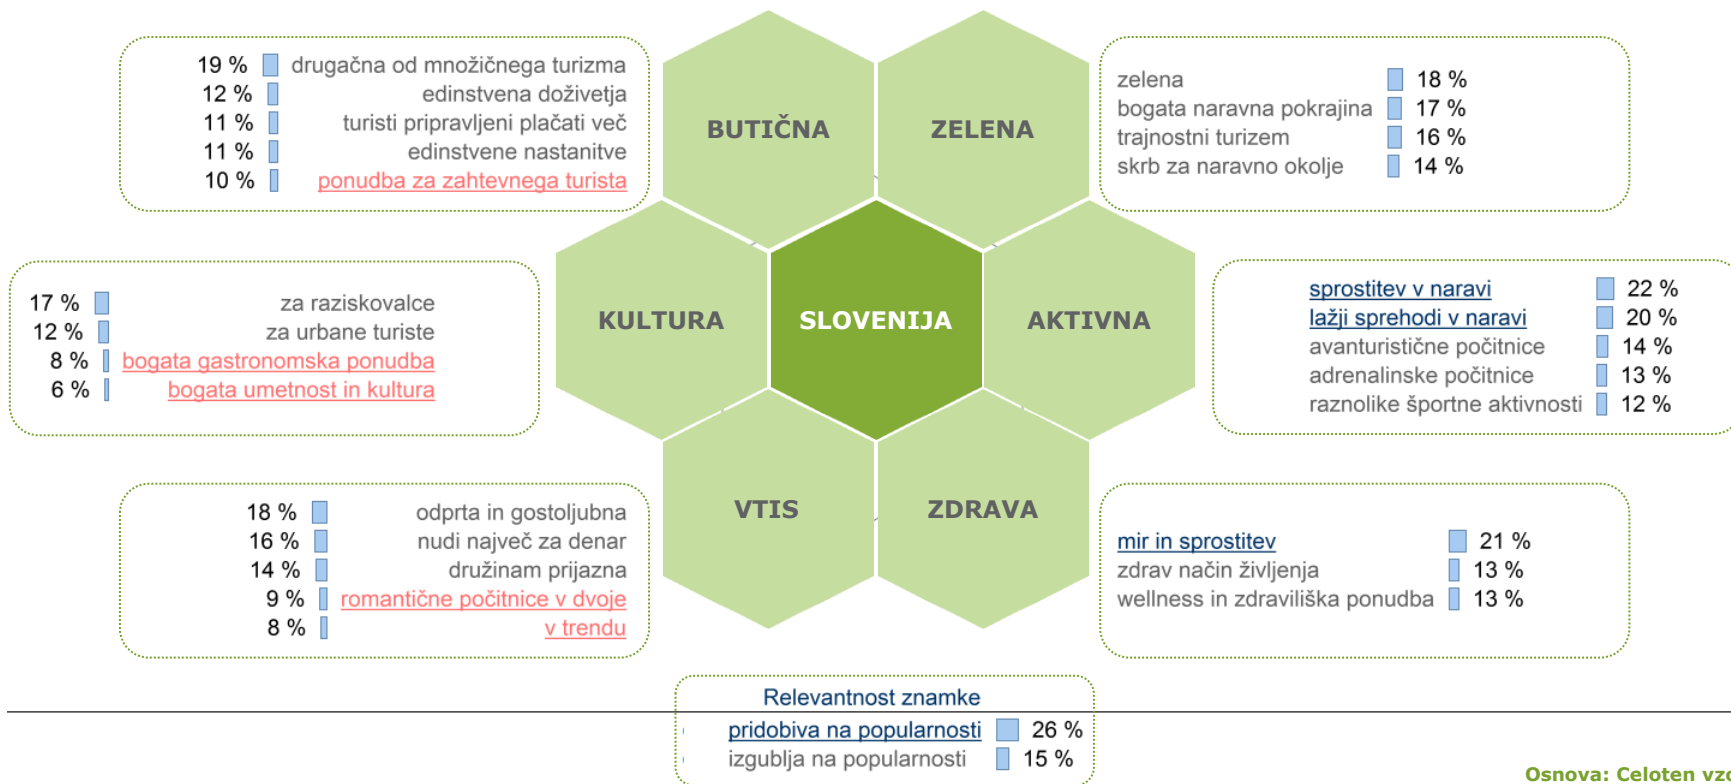 19 % drugačna od množičnega turizma
12 % edinstvena doživetja
11 % turisti pripravljeni plačati več
11 % edinstvene nastanitve
10 % ponudba za zahtevnega turista
BUTIČNA
ZELENA
zelena 18 %
bogata naravna pokrajina 17 %
trajnostni turizem 16 %
skrb za naravno okolje 14 %
17 % za raziskovalce
12 % za urbane turiste
8 % bogata gastronomska ponudba
6 % bogata umetnost in kultura
KULTURA
SLOVENIJA
AKTIVNA
sprostitev v naravi 22 %
lažji sprehodi v naravi 20 %
avanturistične počitnice 14 %
adrenalinske počitnice 13 %
raznolike športne aktivnosti 12 %
18 % odprta in gostoljubna
16 % nudi največ za denar
14 % družinam prijazna
9 % romantične počitnice v dvoje
8 % v trendu
VTIS
ZDRAVA
mir in sprostitev 21 %
zdrav način življenja 13 %
wellness in zdraviliška ponudba 13 %
Relevantnost znamke
pridobiva na popularnosti 26 %
izgublja na popularnosti 15 %
Osnova: Celoten vzo